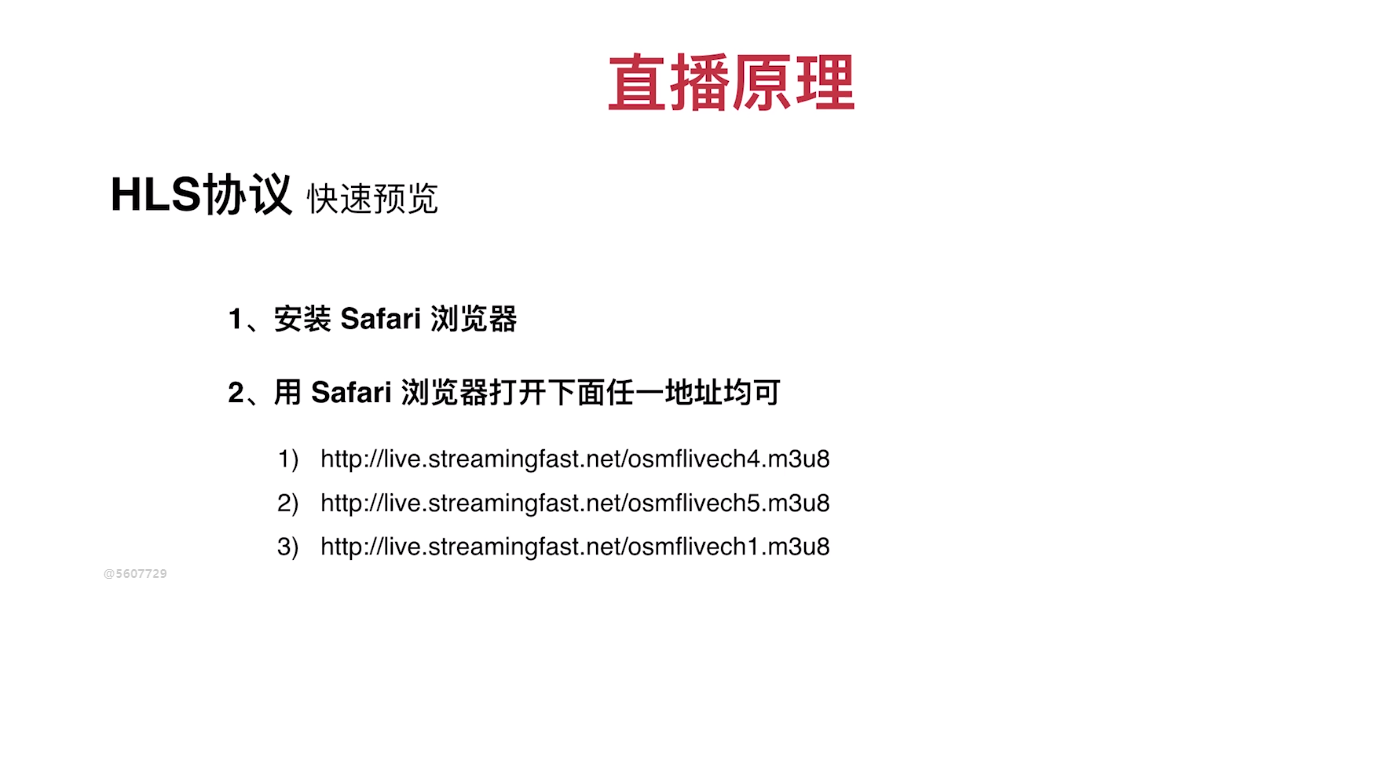 直播原理
HLS协议 快速预览
1、安装 Safari 浏览器
2、用 Safari 浏览器打开下面任一地址均可
1) http://live.streamingfast.net/osmflivech4.m3u8
2) http://live.streamingfast.net/osmflivech5.m3u8
3) http://live.streamingfast.net/osmflivech1.m3u8
@5607729